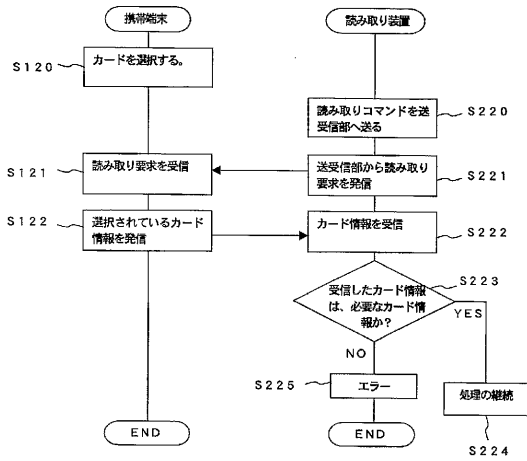 携帯端末
読み取り装置
S120
カードを選択する。
読み取りコマンドを送
受信部へ送る
S220
S121
読み取り要求を受信
送受信部から読み取り
要求を発信
S221
S122
選択されているカード
情報を発信
カード情報を受信
S222
S223
受信したカード情報
は、必要なカード情
報か?
YES
NO
S225
エラー
処理の継続
S224
END
END